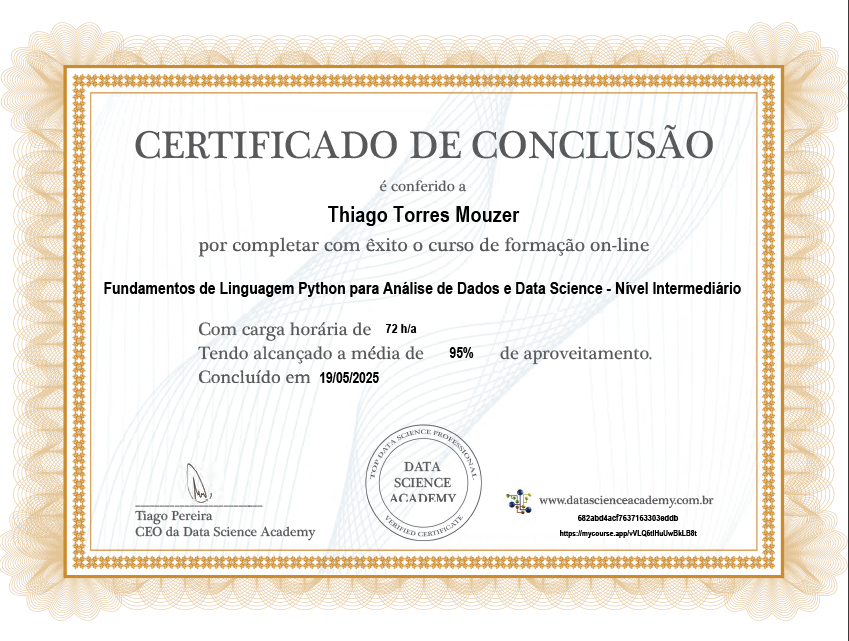 CERTIFICADO DE CONCLUSÃO
é conferido a
Thiago Torres Mouzer
por completar com êxito o curso de formação on-line
Fundamentos de Linguagem Python para Análise de Dados e Data Science - Nível Intermediário
Com carga horária de 72 h/a
Tendo alcançado a média de 95% de aproveitamento.
Concluído em 19/05/2025
TOP DATA SCIENCE PROFESSIONAL
DATA
SCIENCE
ACADEMY
VERIFIED CERTIFICATE
Tiago Pereira
CEO da Data Science Academy
www.datascienceacademy.com.br
682abd4acf7637163303eddb
https://mycourse.app/vVLQ6tlHuUwBkLB8t